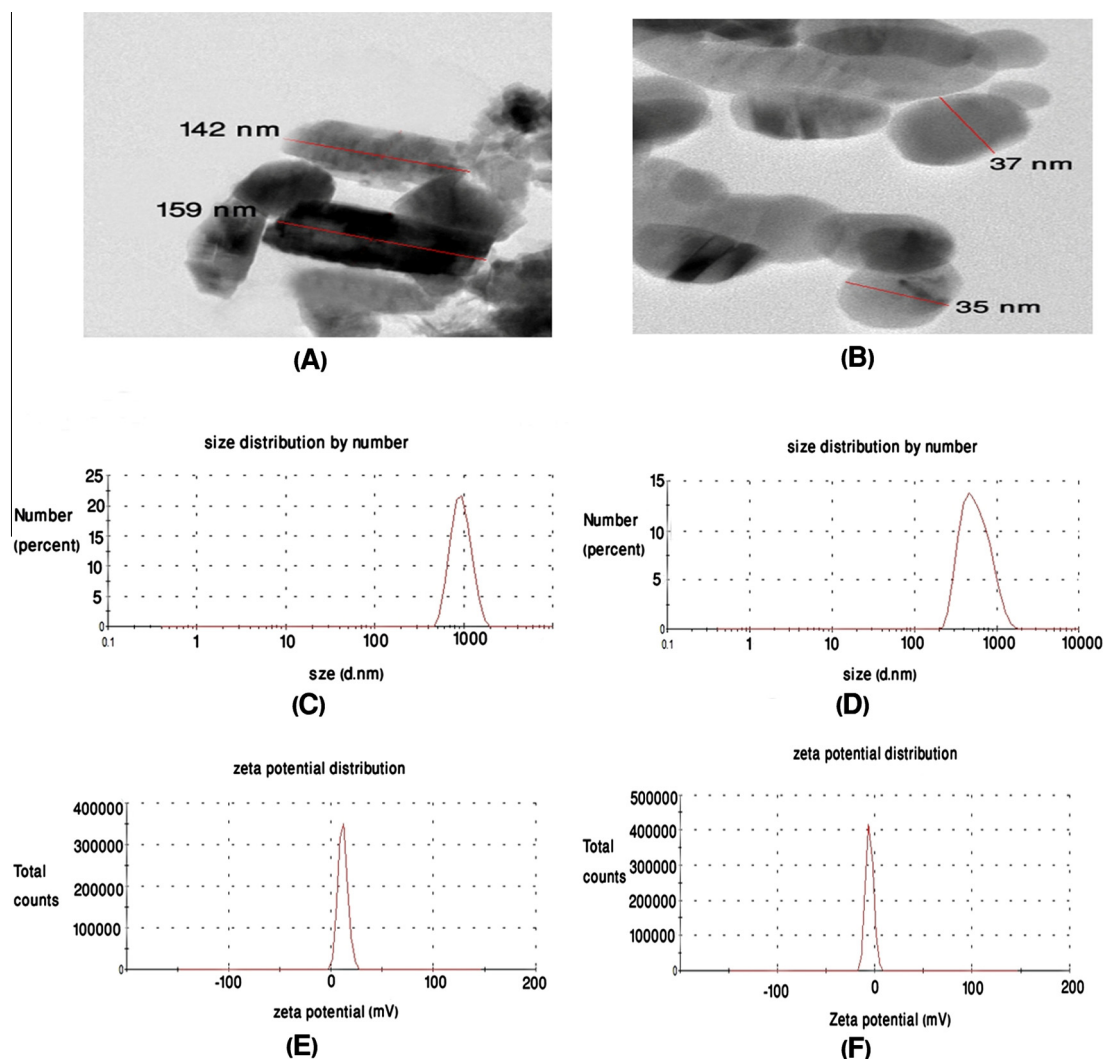 142 nm
159 nm
37 nm
35 nm
(A)
(B)
size distribution by number
25
20
15
10
5
0
Number
(percent)
0.1
1
10
100
1000
sıze (d.nm)
(C)
size distribution by number
15
10
5
0
Number
(percent)
0.1
1
10
100
1000
10000
size (d.nm)
(D)
zeta potential distribution
400000
300000
200000
100000
0
Total
counts
-100
0
100
200
zeta potential (mV)
(E)
zeta potential distribution
500000
400000
300000
200000
100000
0
Total
counts
-100
0
100
200
Zeta potential (mV)
(F)